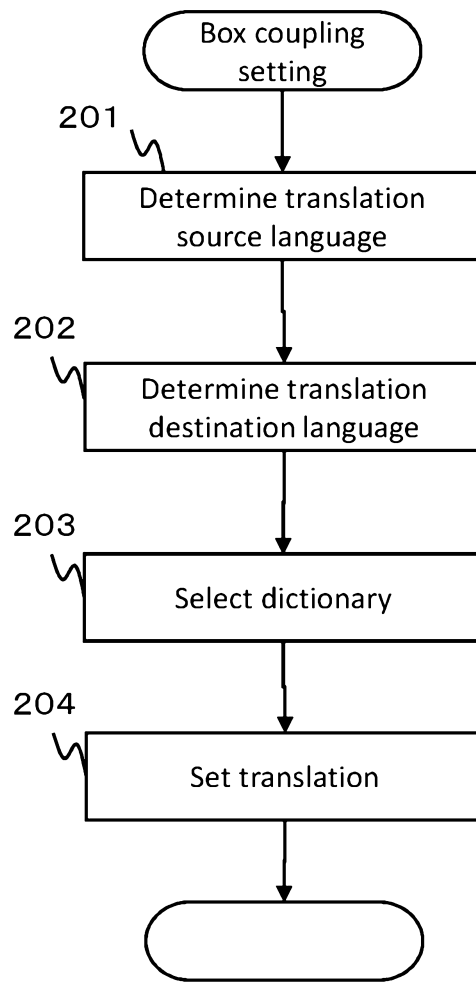 Box coupling
setting
201
Determine translation
source language
202
Determine translation
destination language
203
Select dictionary
204
Set translation